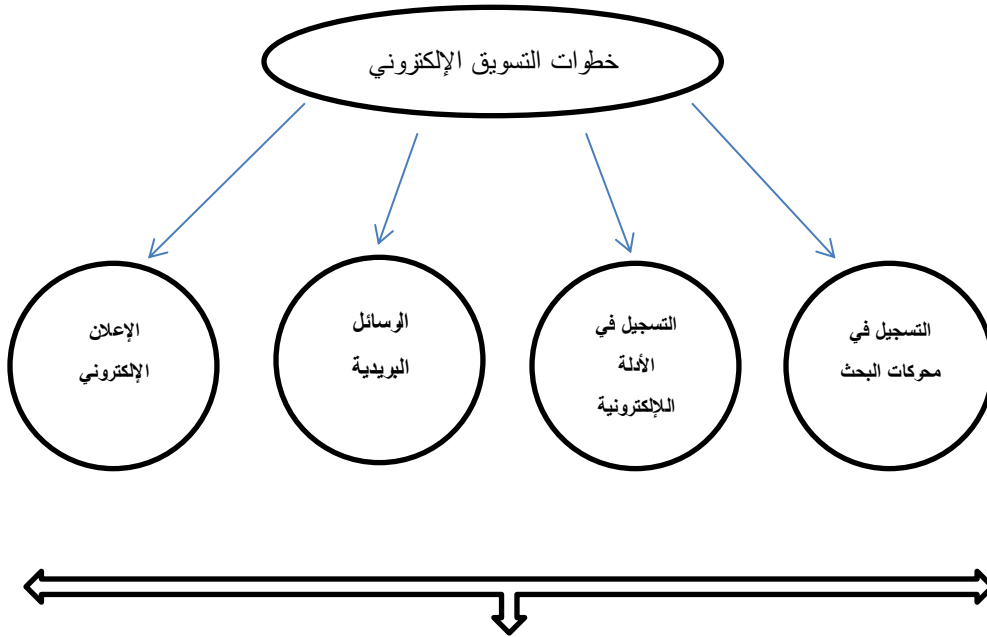 خطوات التسويق الإلكتروني
التسجيل في
محركات البحث
التسجيل في
الأدلة
اللإلكترونية
الوسائل
البريدية
الإعلان
الإلكتروني